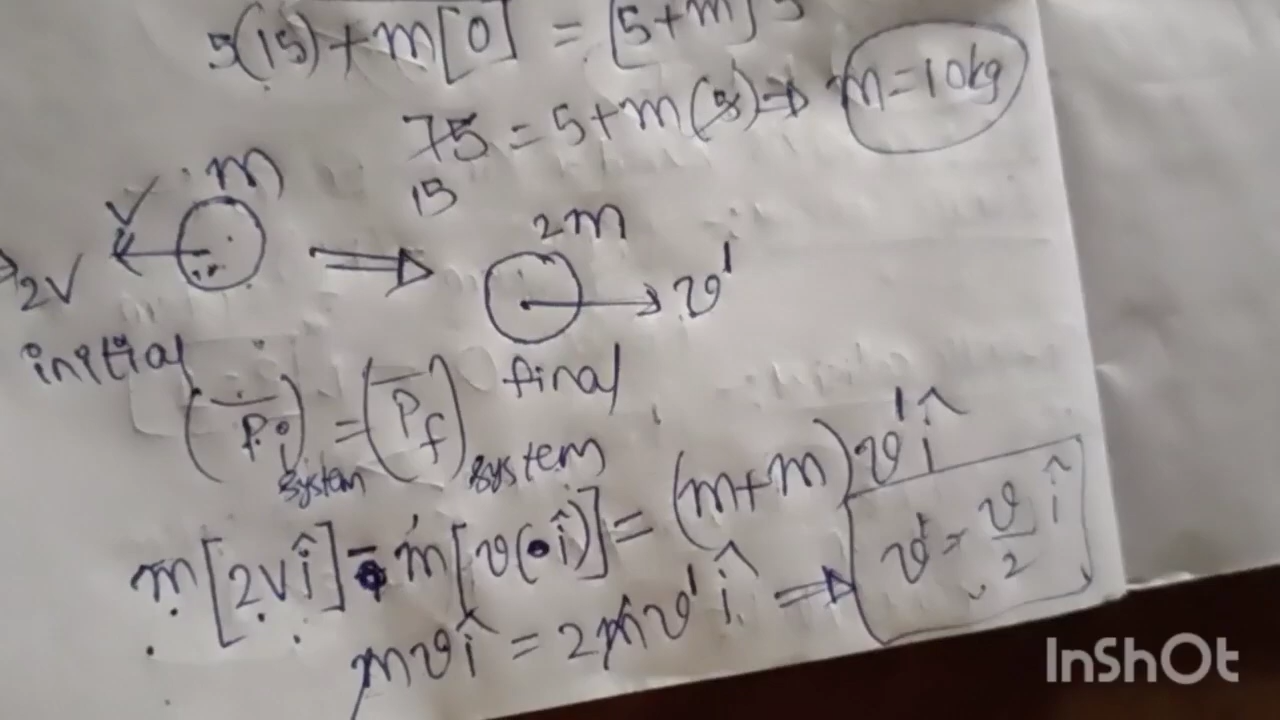 5(15)+m[0] = [5+m]5
75 = 5+m(5) ⇒ m=10kg
15
V m
2V
2m
v'
initial
final
(P̅i)system = (P̅f)system
m[2vî] - m[v(î)] = (m+m)v'î
mvî = 2mv'î ⇒ v' = v/2 î
InShOt